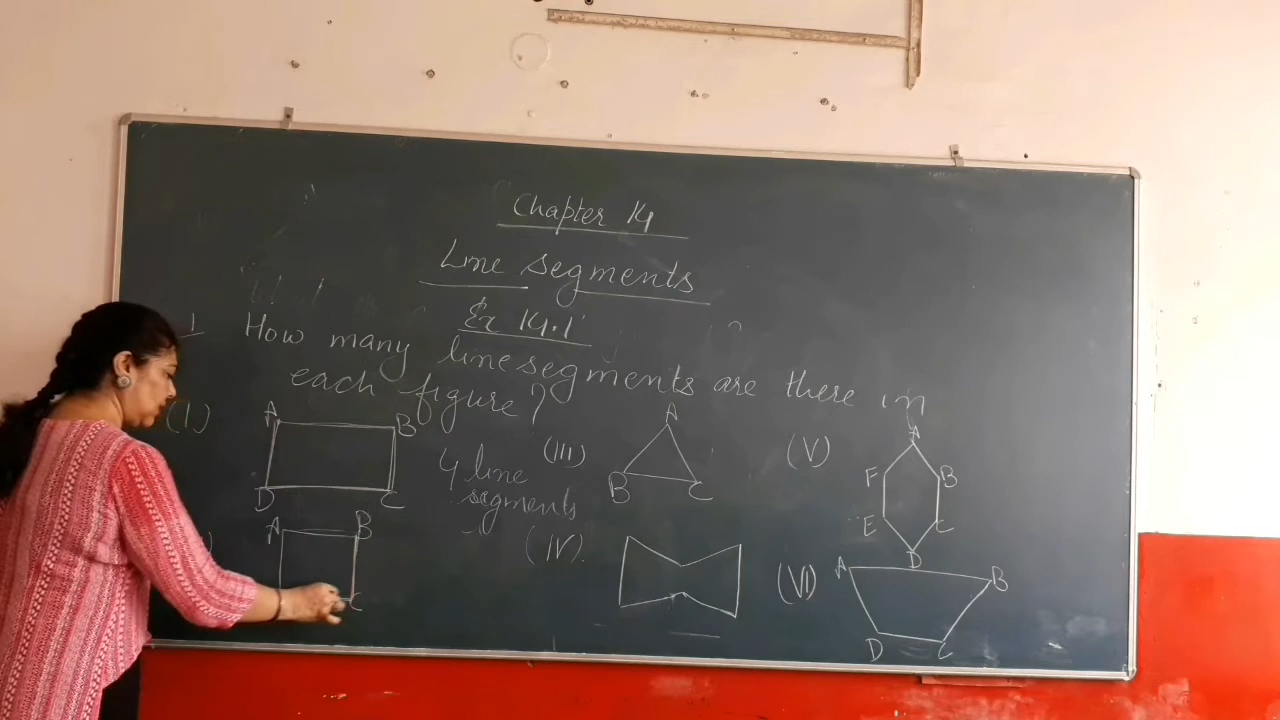 Chapter 14
Line segments
Ex 14.1
1 How many line segments are there in
each figure?
(I)
A B
D C
4 line
segments
A B
C
(III)
A
B C
(IV)
(V)
A
F B
E C
D
(VI)
A B
D C